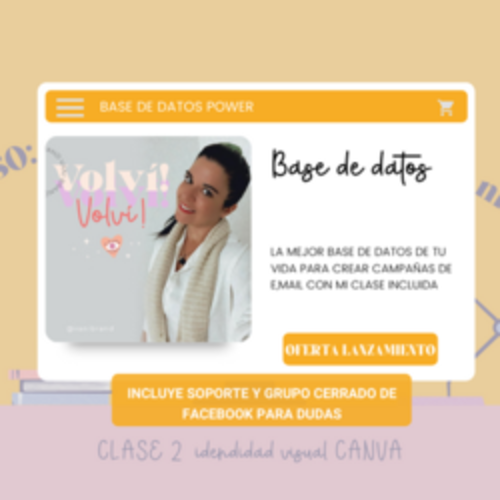 BASE DE DATOS POWER
SO:
Volví!
Volví!
Base de datos
LA MEJOR BASE DE DATOS DE TU
VIDA PARA CREAR CAMPAÑAS DE
E,MAIL CON MI CLASE INCLUIDA
OFERTA LANZAMIENTO
INCLUYE SOPORTE Y GRUPO CERRADO DE
FACEBOOK PARA DUDAS
CLASE 2 idendidad visual CANVA